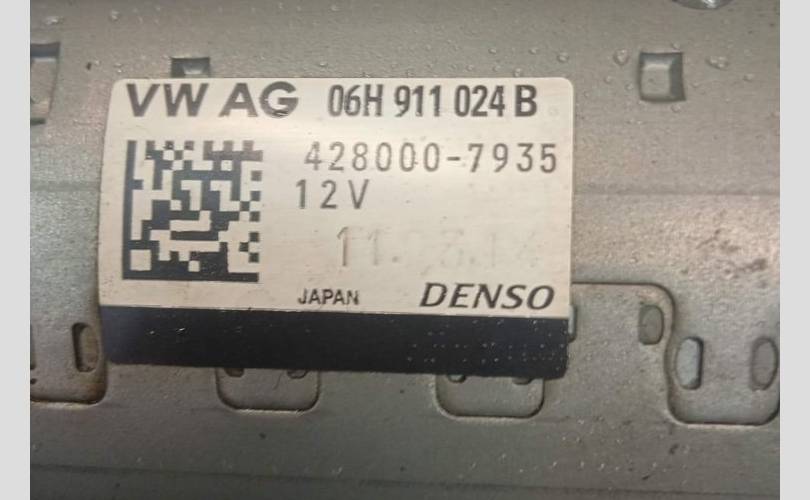 VW AG 06H 911 024 B
428000-7935
12V
JAPAN DENSO